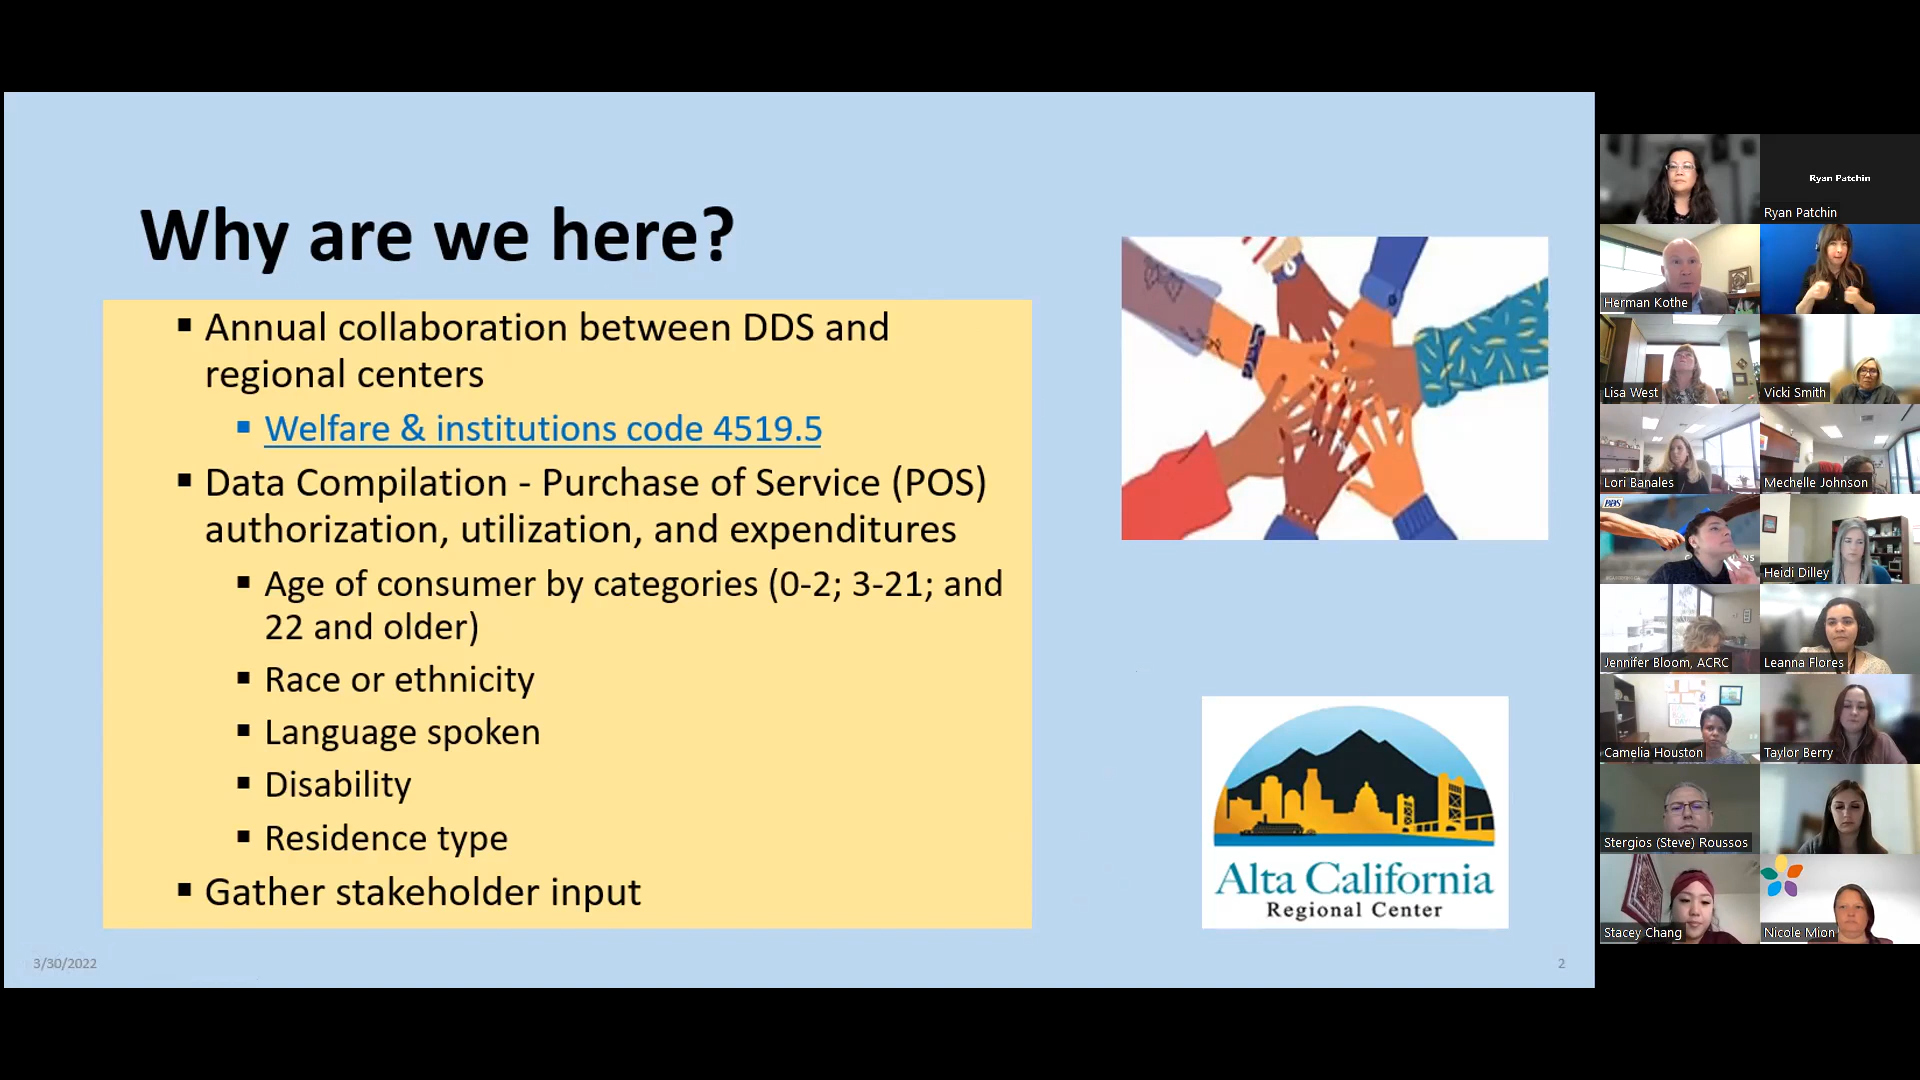 Why are we here?
▪ Annual collaboration between DDS and
regional centers
▪ Welfare & institutions code 4519.5
▪ Data Compilation - Purchase of Service (POS)
authorization, utilization, and expenditures
▪ Age of consumer by categories (0-2; 3-21; and
22 and older)
▪ Race or ethnicity
▪ Language spoken
▪ Disability
▪ Residence type
▪ Gather stakeholder input
3/30/2022
Alta California
Regional Center
2
Ryan Patchin
Ryan Patchin
Herman Kothe
Lisa West
Vicki Smith
Lori Banales
Mechelle Johnson
DDS
Heidi Dilley
Jennifer Bloom, ACRC
Leanna Flores
Camelia Houston
Taylor Berry
Stergios (Steve) Roussos
Stacey Chang
Nicole Mion